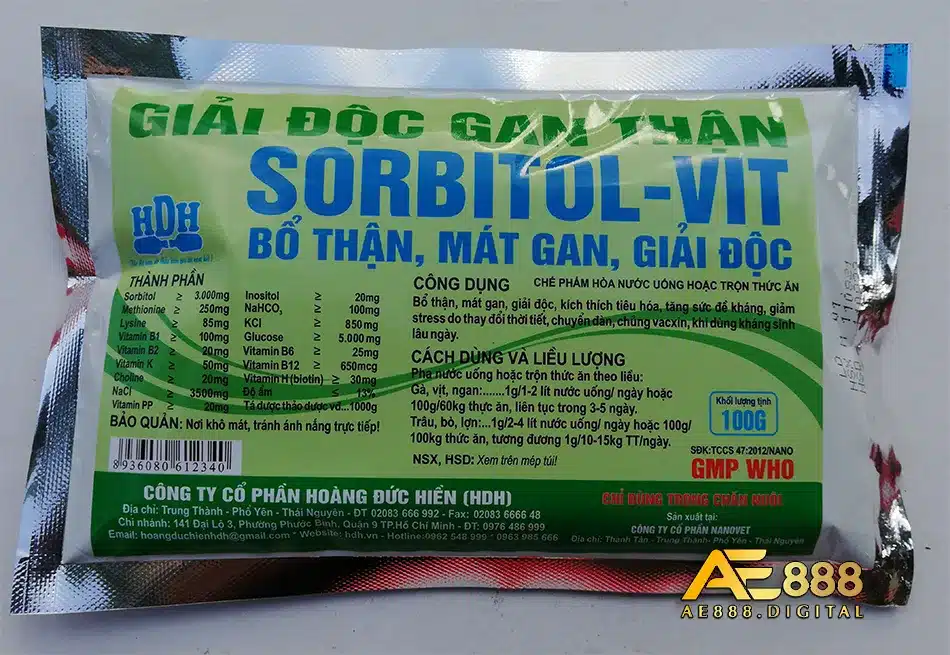 GIẢI ĐỘC GAN THẬN
SORBITOL-VIT
BỔ THẬN, MÁT GAN, GIẢI ĐỘC
HDH
THÀNH PHẦN
Sorbitol ≥ 3.000mg
Methionine ≥ 250mg
Lysine ≥ 85mg
Vitamin B1 ≥ 100mg
Vitamin B2 ≥ 20mg
Vitamin K ≥ 50mg
Choline ≥ 20mg
NaCl ≥ 3500mg
Vitamin PP ≥ 20mg
Inositol ≥ 20mg
NaHCO₃ ≥ 100mg
KCl ≥ 850mg
Glucose ≥ 5.000mg
Vitamin B6 ≥ 25mg
Vitamin B12 ≥ 650mcg
Vitamin H(biotin) ≥ 30mg
Độ ẩm ≤ 13%
Tá dược thảo dược vđ...1000g
BẢO QUẢN: Nơi khô mát, tránh ánh nắng trực tiếp!
8936080612340
CÔNG DỤNG CHẾ PHẨM HÒA NƯỚC UỐNG HOẶC TRỘN THỨC ĂN
Bổ thận, mát gan, giải độc, kích thích tiêu hóa, tăng sức đề kháng, giảm
stress do thay đổi thời tiết, chuyển đàn, chủng vacxin, khi dùng kháng sinh
lâu ngày.
CÁCH DÙNG VÀ LIỀU LƯỢNG
Pha nước uống hoặc trộn thức ăn theo liều:
Gà, vịt, ngan:......1g/1-2 lít nước uống/ ngày hoặc
100g/60kg thức ăn, liên tục trong 3-5 ngày.
Trâu, bò, lợn:..1g/2-4 lít nước uống/ ngày hoặc 100g/
100kg thức ăn, tương đương 1g/10-15kg TT/ngày.
NSX, HSD: Xem trên mép túi!
Khối lượng tịnh
100G
SĐK:TCCS 47:2012/NANO
GMP WHO
CÔNG TY CỔ PHẦN HOÀNG ĐỨC HIỀN (HDH)
Địa chỉ: Trung Thành - Phổ Yên - Thái Nguyên - ĐT 02083 666 992 - Fax: 02083 6666 48
Chi nhánh: 141 Đại Lộ 3, Phường Phước Bình, Quận 9 TP.Hồ Chí Minh - ĐT: 0976 486 999
Email: hoangduchienhdh@gmail.com - Website: hdh.vn - Hotline:0962 548 999 * 0963 985 666
CHỈ DÙNG TRONG CHĂN NUÔI
Sản xuất tại:
CÔNG TY CỔ PHẦN NANOVET
Địa chỉ: Thanh Tân - Trung Thành- Phổ Yên - Thái Nguyên
AE888
AE888.DIGITAL